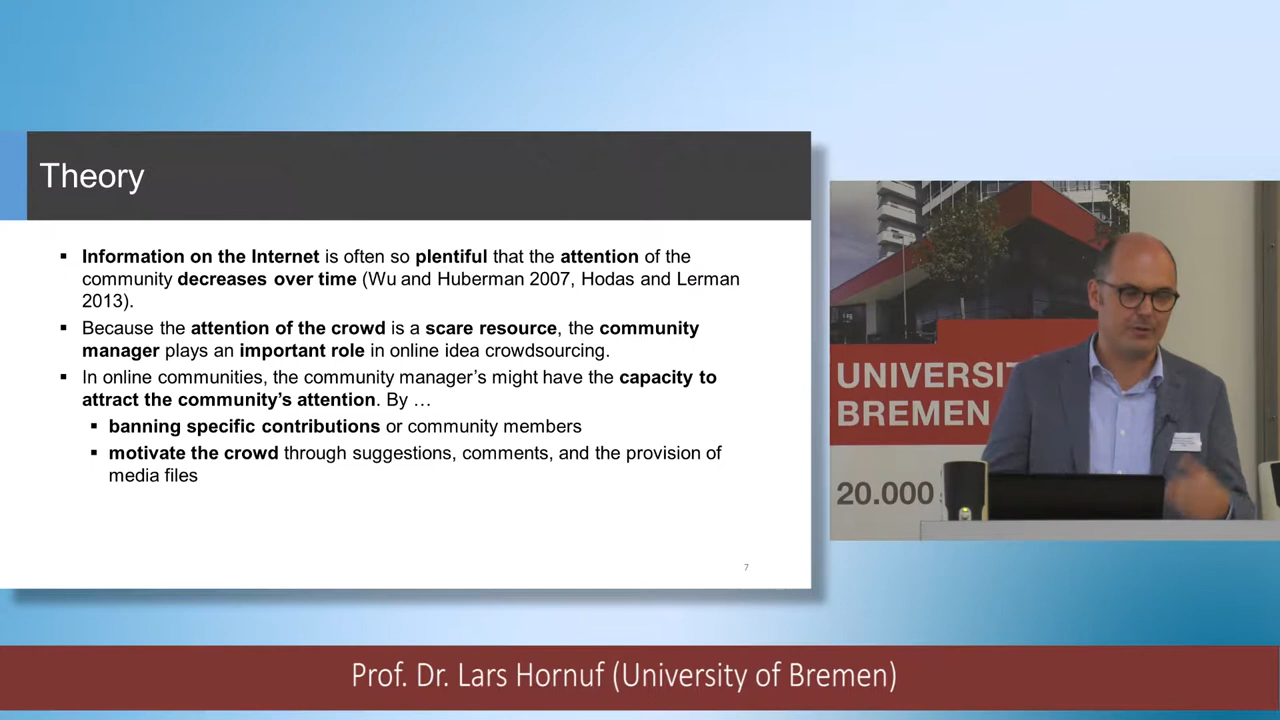 Theory
▪ Information on the Internet is often so plentiful that the attention of the
community decreases over time (Wu and Huberman 2007, Hodas and Lerman
2013).
▪ Because the attention of the crowd is a scare resource, the community
manager plays an important role in online idea crowdsourcing.
▪ In online communities, the community manager's might have the capacity to
attract the community's attention. By …
▪ banning specific contributions or community members
▪ motivate the crowd through suggestions, comments, and the provision of
media files
7
BREMEN
20.000
Prof. Dr. Lars Hornuf (University of Bremen)